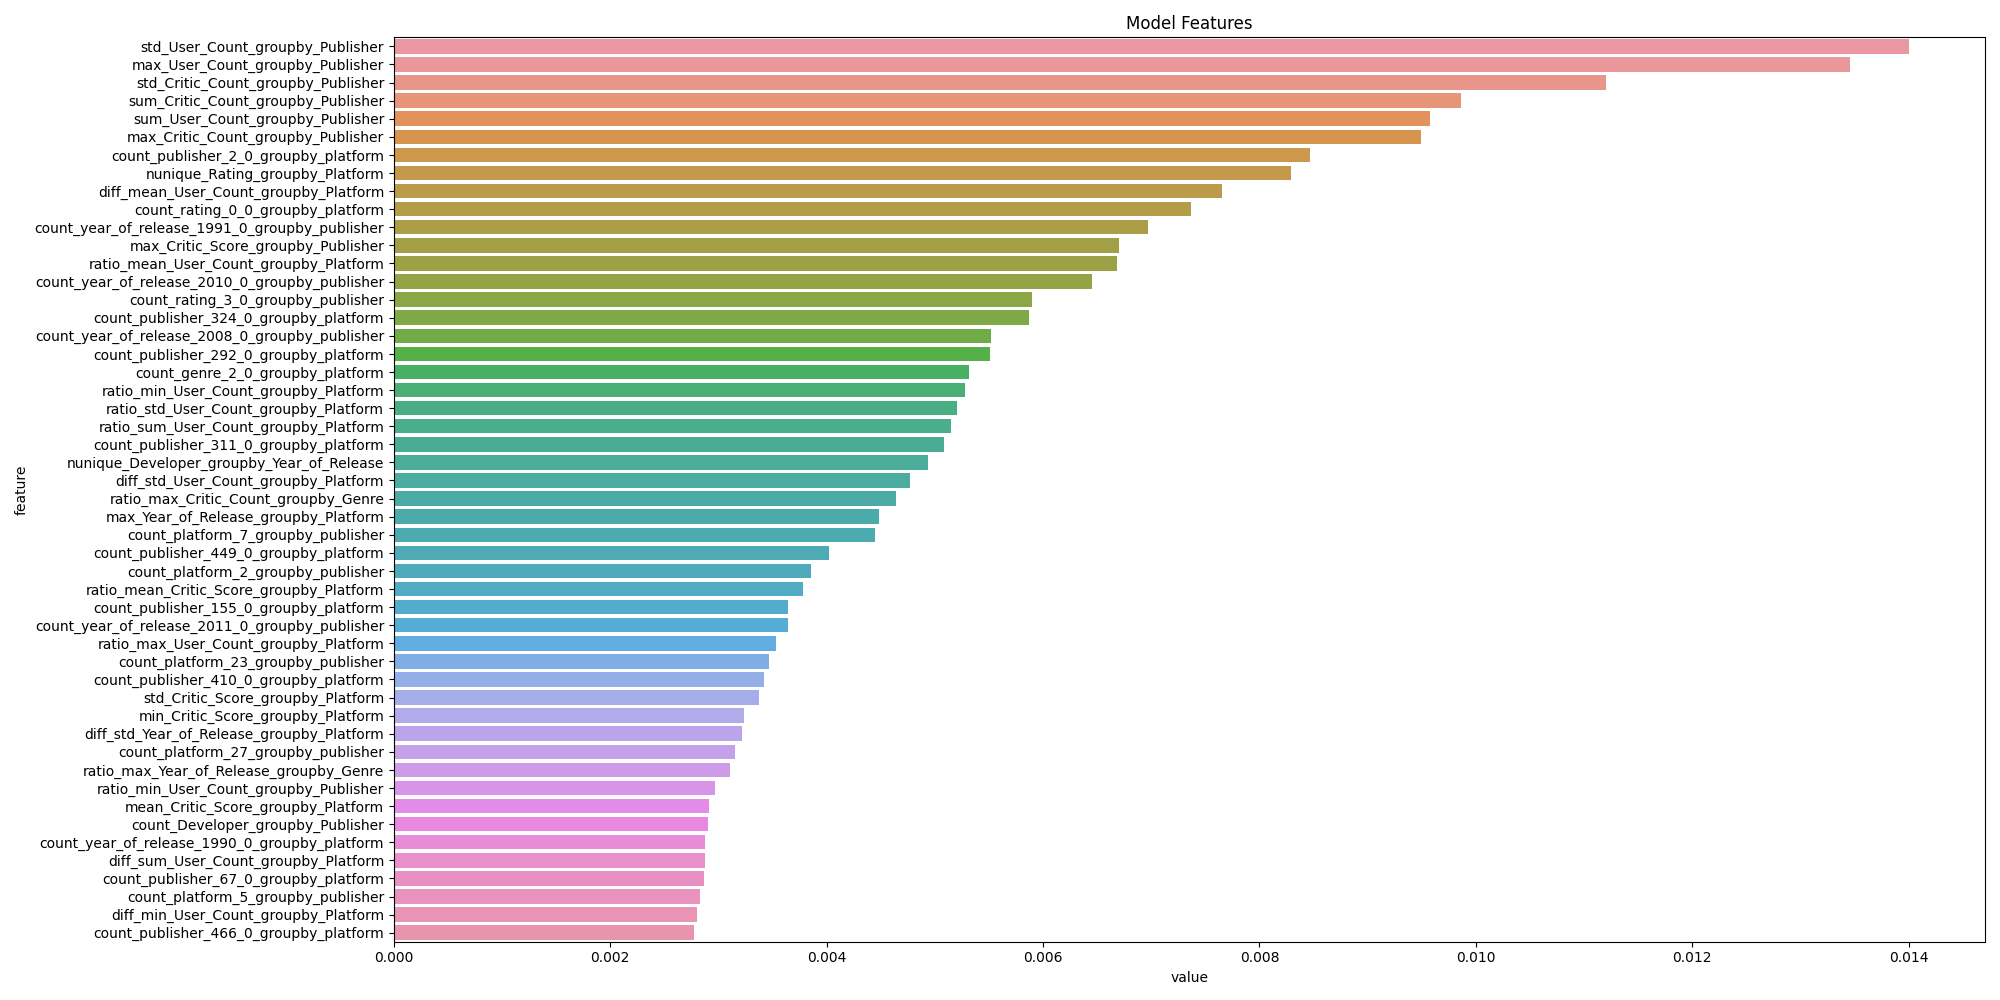 Model Features
feature
std_User_Count_groupby_Publisher
max_User_Count_groupby_Publisher
std_Critic_Count_groupby_Publisher
sum_Critic_Count_groupby_Publisher
sum_User_Count_groupby_Publisher
max_Critic_Count_groupby_Publisher
count_publisher_2_0_groupby_platform
nunique_Rating_groupby_Platform
diff_mean_User_Count_groupby_Platform
count_rating_0_0_groupby_platform
count_year_of_release_1991_0_groupby_publisher
max_Critic_Score_groupby_Publisher
ratio_mean_User_Count_groupby_Platform
count_year_of_release_2010_0_groupby_publisher
count_rating_3_0_groupby_publisher
count_publisher_324_0_groupby_platform
count_year_of_release_2008_0_groupby_publisher
count_publisher_292_0_groupby_platform
count_genre_2_0_groupby_platform
ratio_min_User_Count_groupby_Platform
ratio_std_User_Count_groupby_Platform
ratio_sum_User_Count_groupby_Platform
count_publisher_311_0_groupby_platform
nunique_Developer_groupby_Year_of_Release
diff_std_User_Count_groupby_Platform
ratio_max_Critic_Count_groupby_Genre
max_Year_of_Release_groupby_Platform
count_platform_7_groupby_publisher
count_publisher_449_0_groupby_platform
count_platform_2_groupby_publisher
ratio_mean_Critic_Score_groupby_Platform
count_publisher_155_0_groupby_platform
count_year_of_release_2011_0_groupby_publisher
ratio_max_User_Count_groupby_Platform
count_platform_23_groupby_publisher
count_publisher_410_0_groupby_platform
std_Critic_Score_groupby_Platform
min_Critic_Score_groupby_Platform
diff_std_Year_of_Release_groupby_Platform
count_platform_27_groupby_publisher
ratio_max_Year_of_Release_groupby_Genre
ratio_min_User_Count_groupby_Publisher
mean_Critic_Score_groupby_Platform
count_Developer_groupby_Publisher
count_year_of_release_1990_0_groupby_platform
diff_sum_User_Count_groupby_Platform
count_publisher_67_0_groupby_platform
count_platform_5_groupby_publisher
diff_min_User_Count_groupby_Platform
count_publisher_466_0_groupby_platform
0.000 0.002 0.004 0.006 0.008 0.010 0.012 0.014
value